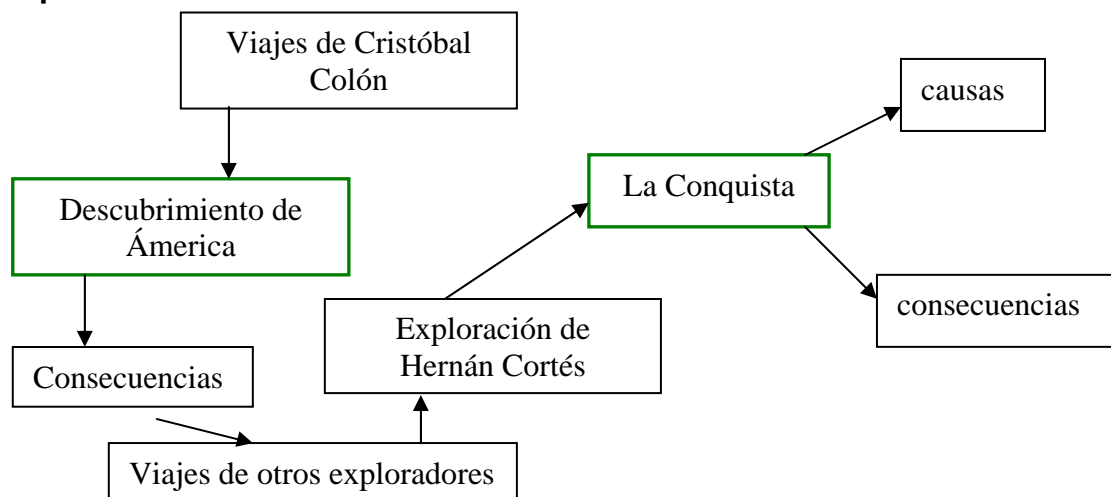 Viajes de Cristóbal
Colón
Descubrimiento de
Ámerica
Consecuencias
Viajes de otros exploradores
Exploración de
Hernán Cortés
La Conquista
causas
consecuencias